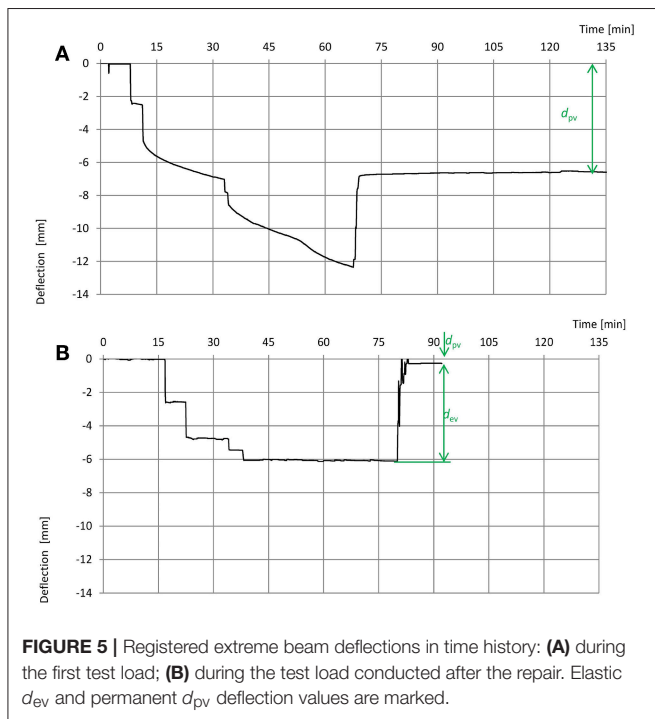 Time [min]
A
0 15 30 45 60 75 90 105 120 135
0
-2
-4
-6
-8
-10
-12
-14
Deflection [mm]
dpv
Time [min]
B
0 15 30 45 60 75 90 105 120 135
dpv
0
-2
-4
-6
-8
-10
-12
-14
Deflection [mm]
dev
FIGURE 5 | Registered extreme beam deflections in time history: (A) during
the first test load; (B) during the test load conducted after the repair. Elastic
dev and permanent dpv deflection values are marked.